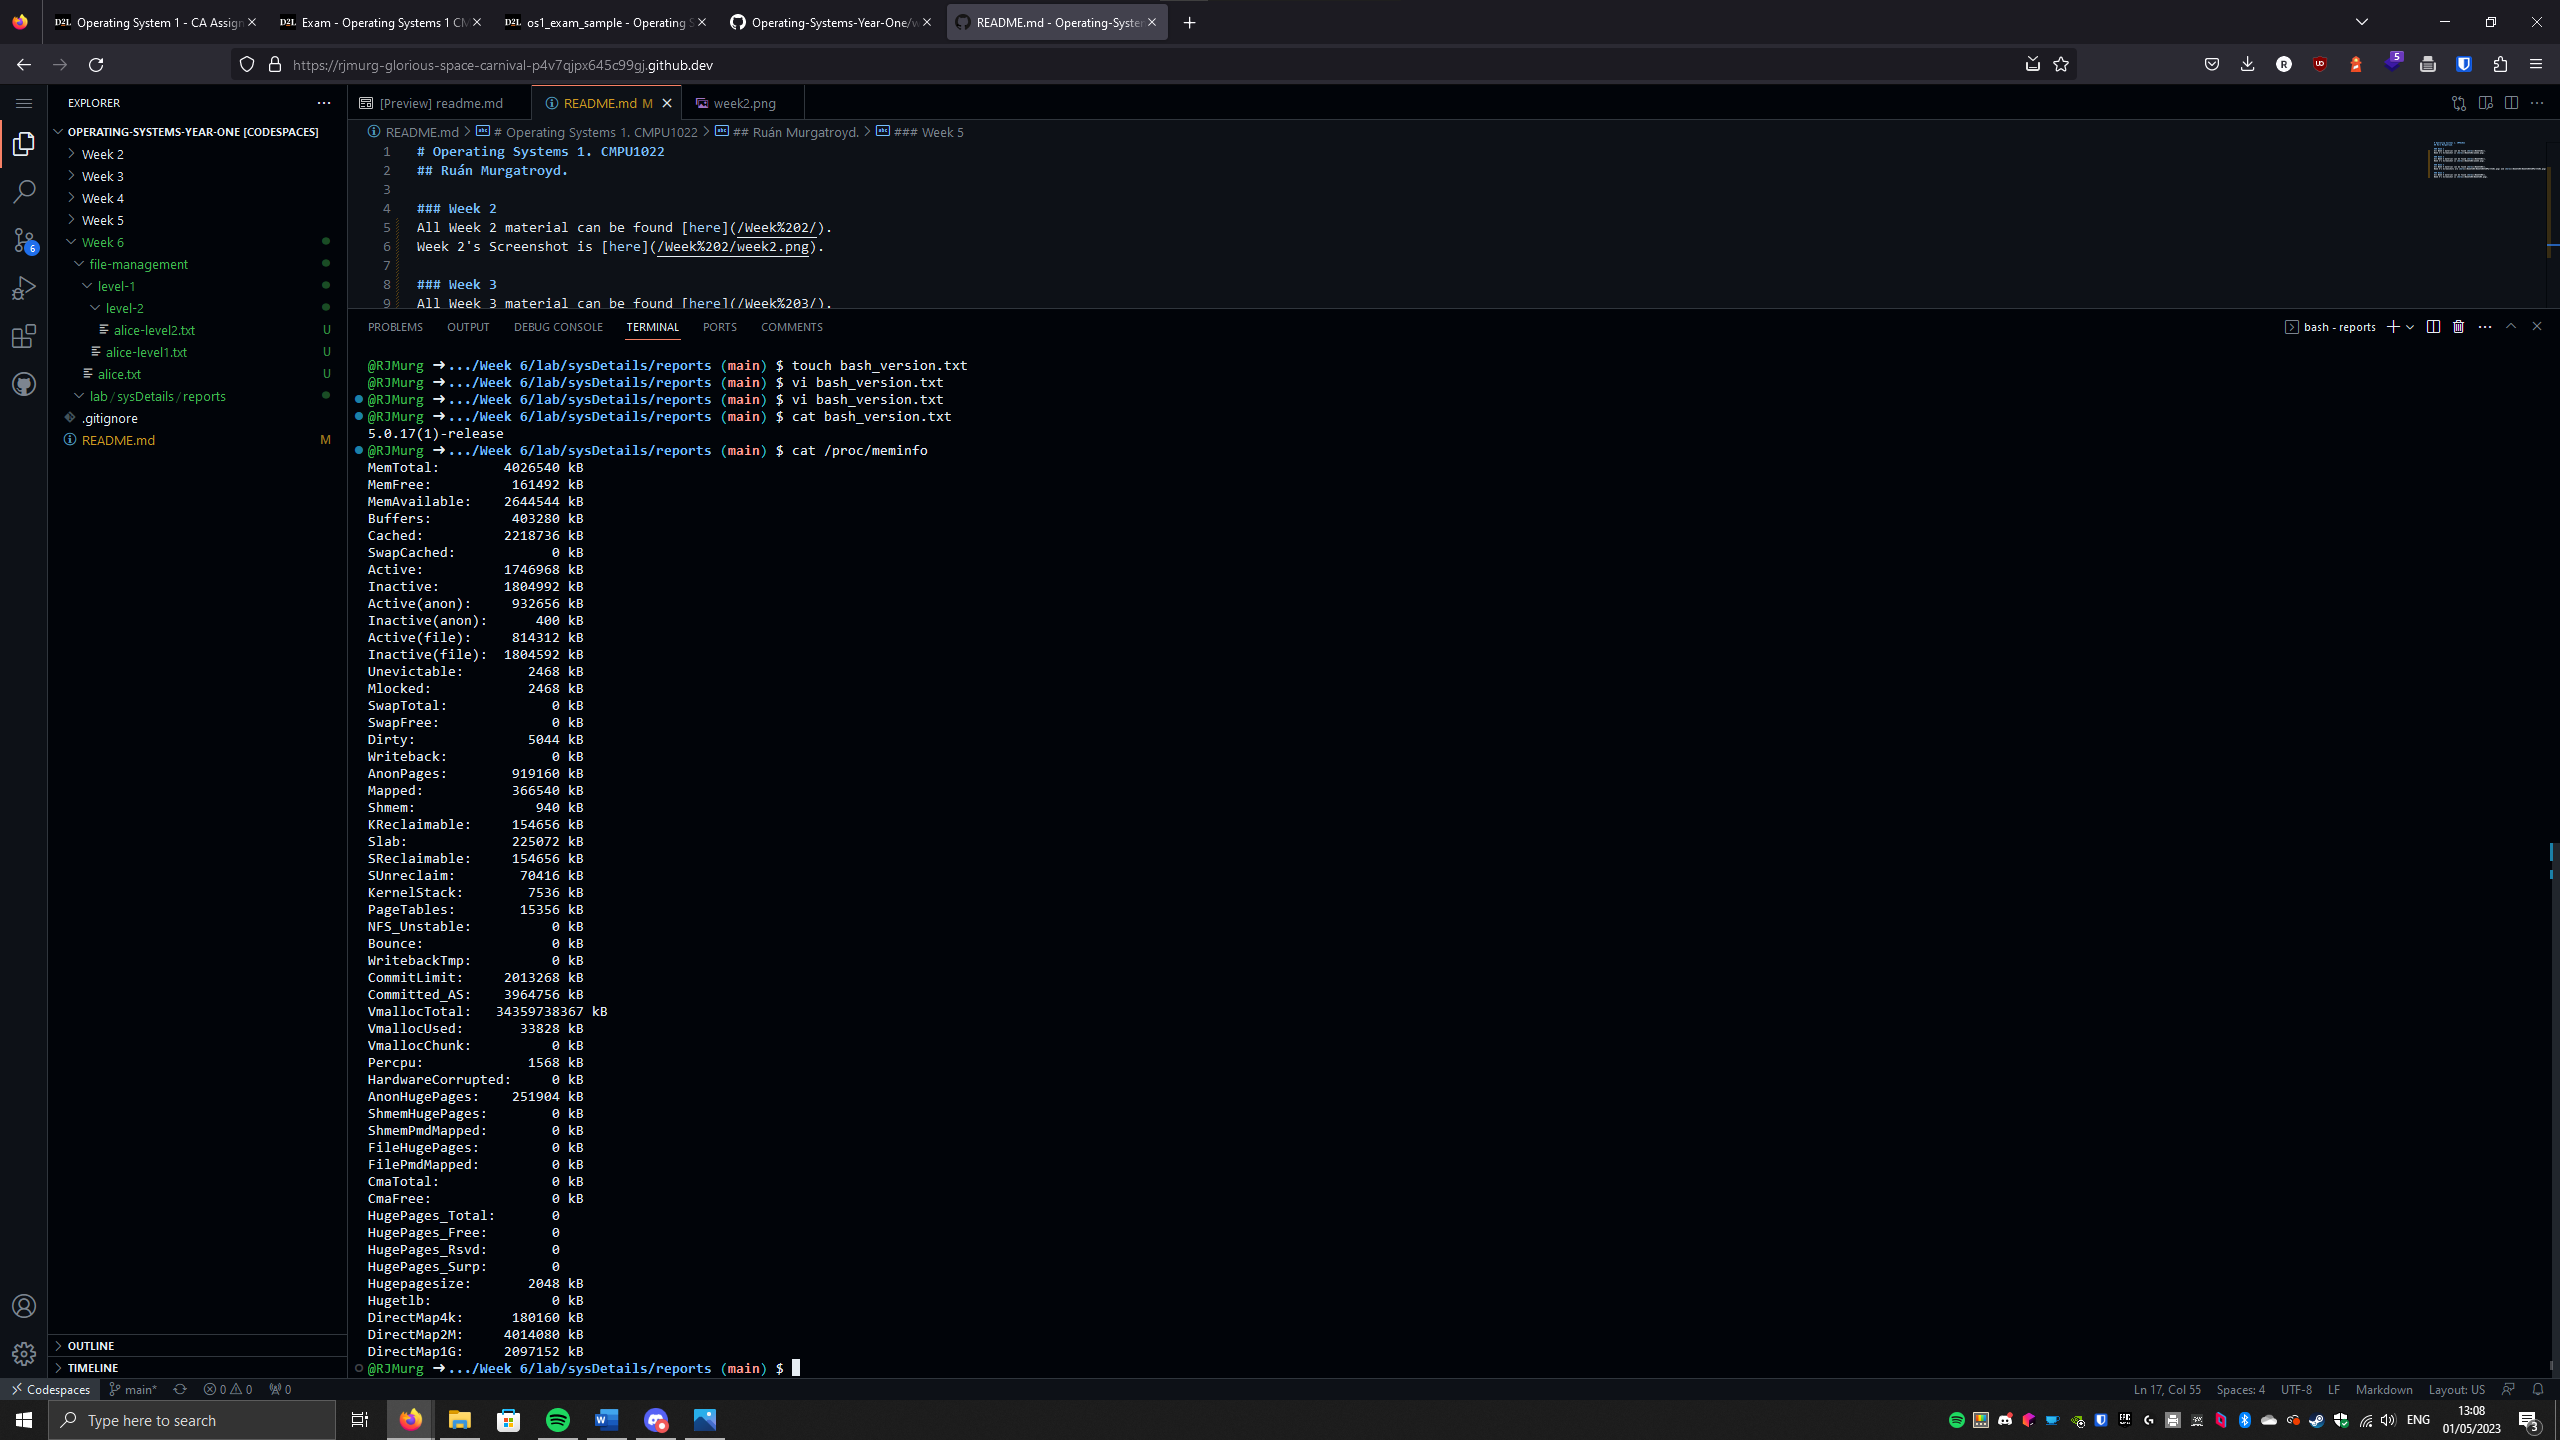 Operating System 1 - CA Assign
Exam - Operating Systems 1 CM
os1_exam_sample - Operating S
Operating-Systems-Year-One/w
README.md - Operating-System
https://rjmurg-glorious-space-carnival-p4v7qjpx645c99gj.github.dev
5
EXPLORER
[Preview] readme.md
README.md M
week2.png
OPERATING-SYSTEMS-YEAR-ONE [CODESPACES]
Week 2
Week 3
Week 4
Week 5
Week 6
file-management
level-1
level-2
alice-level2.txt U
alice-level1.txt U
alice.txt U
lab / sysDetails / reports
.gitignore
README.md M
6
README.md > # Operating Systems 1. CMPU1022 > ## Ruán Murgatroyd. > ### Week 5
1 # Operating Systems 1. CMPU1022
2 ## Ruán Murgatroyd.
3
4 ### Week 2
5 All Week 2 material can be found [here](/Week%202/).
6 Week 2's Screenshot is [here](/Week%202/week2.png).
7
8 ### Week 3
9 All Week 3 material can be found [here](/Week%203/).
PROBLEMS OUTPUT DEBUG CONSOLE TERMINAL PORTS COMMENTS
bash - reports
@RJMurg ➜.../Week 6/lab/sysDetails/reports (main) $ touch bash_version.txt
@RJMurg ➜.../Week 6/lab/sysDetails/reports (main) $ vi bash_version.txt
@RJMurg ➜.../Week 6/lab/sysDetails/reports (main) $ vi bash_version.txt
@RJMurg ➜.../Week 6/lab/sysDetails/reports (main) $ cat bash_version.txt
5.0.17(1)-release
@RJMurg ➜.../Week 6/lab/sysDetails/reports (main) $ cat /proc/meminfo
MemTotal: 4026540 kB
MemFree: 161492 kB
MemAvailable: 2644544 kB
Buffers: 403280 kB
Cached: 2218736 kB
SwapCached: 0 kB
Active: 1746968 kB
Inactive: 1804992 kB
Active(anon): 932656 kB
Inactive(anon): 400 kB
Active(file): 814312 kB
Inactive(file): 1804592 kB
Unevictable: 2468 kB
Mlocked: 2468 kB
SwapTotal: 0 kB
SwapFree: 0 kB
Dirty: 5044 kB
Writeback: 0 kB
AnonPages: 919160 kB
Mapped: 366540 kB
Shmem: 940 kB
KReclaimable: 154656 kB
Slab: 225072 kB
SReclaimable: 154656 kB
SUnreclaim: 70416 kB
KernelStack: 7536 kB
PageTables: 15356 kB
NFS_Unstable: 0 kB
Bounce: 0 kB
WritebackTmp: 0 kB
CommitLimit: 2013268 kB
Committed_AS: 3964756 kB
VmallocTotal: 34359738367 kB
VmallocUsed: 33828 kB
VmallocChunk: 0 kB
Percpu: 1568 kB
HardwareCorrupted: 0 kB
AnonHugePages: 251904 kB
ShmemHugePages: 0 kB
ShmemPmdMapped: 0 kB
FileHugePages: 0 kB
FilePmdMapped: 0 kB
CmaTotal: 0 kB
CmaFree: 0 kB
HugePages_Total: 0
HugePages_Free: 0
HugePages_Rsvd: 0
HugePages_Surp: 0
Hugepagesize: 2048 kB
Hugetlb: 0 kB
DirectMap4k: 180160 kB
DirectMap2M: 4014080 kB
DirectMap1G: 2097152 kB
@RJMurg ➜.../Week 6/lab/sysDetails/reports (main) $
OUTLINE
TIMELINE
Codespaces main* 0 0 0
Ln 17, Col 55 Spaces: 4 UTF-8 LF Markdown Layout: US
Type here to search
ENG
13:08
01/05/2023
3